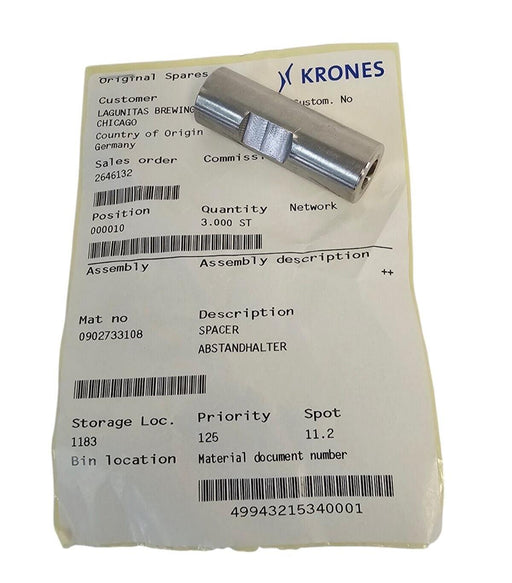 Original Spares
KRONES
Customer
Custom. No
LAGUNITAS BREWING
CHICAGO
Country of Origin
Germany
Sales order
2646132
Position Quantity Network
000010 3.000 ST
Assembly Assembly description
++
Mat no Description
0902733108 SPACER
ABSTANDHALTER
Storage Loc. Priority Spot
1183 125 11.2
Bin location Material document number
49943215340001